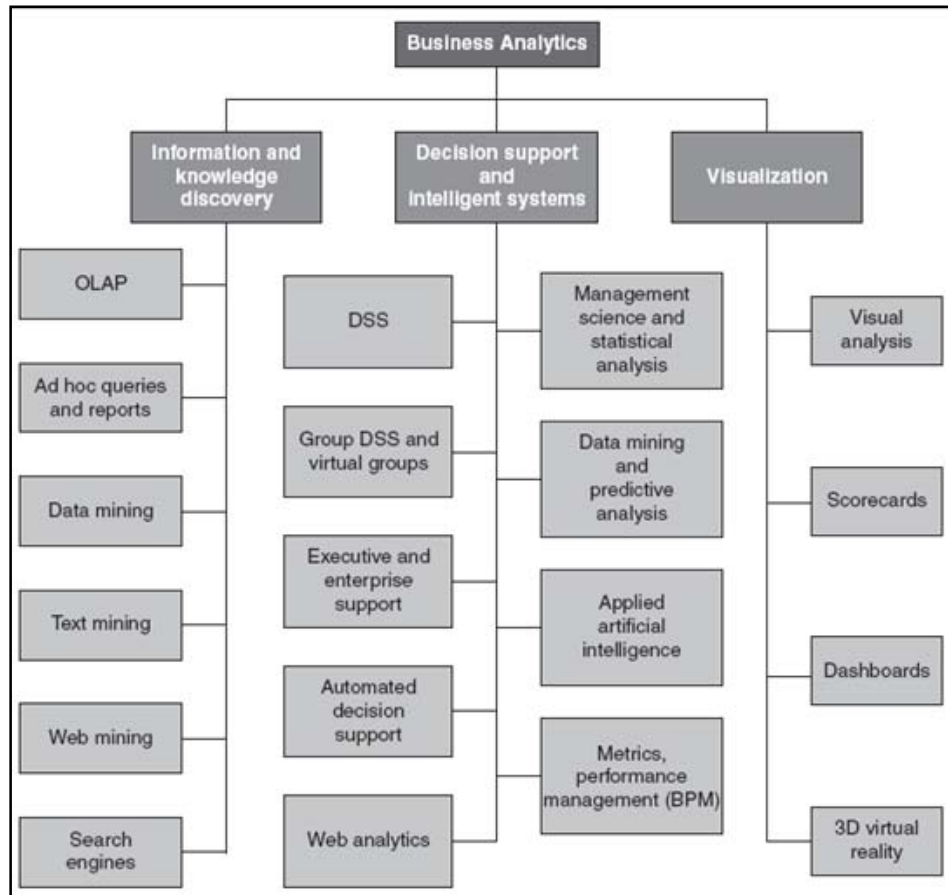 Business Analytics
Information and
knowledge
discovery
Decision support
and
intelligent systems
Visualization
OLAP
Ad hoc queries
and reports
Data mining
Text mining
Web mining
Search
engines
DSS
Group DSS and
virtual groups
Executive and
enterprise
support
Automated
decision
support
Web analytics
Management
science and
statistical
analysis
Data mining
and
predictive
analysis
Applied
artificial
intelligence
Metrics,
performance
management (BPM)
Visual
analysis
Scorecards
Dashboards
3D virtual
reality